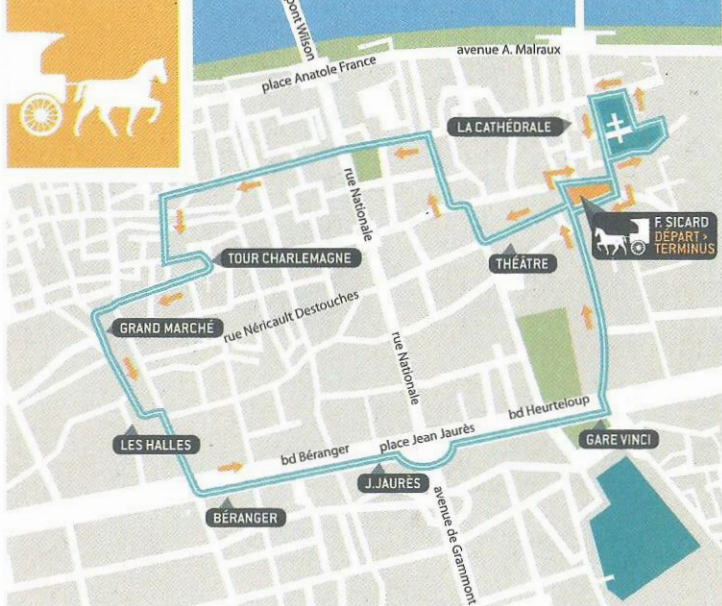 pont Wilson
avenue A. Malraux
place Anatole France
LA CATHÉDRALE
rue Nationale
F. SICARD
DÉPART >
TERMINUS
TOUR CHARLEMAGNE
THÉÂTRE
GRAND MARCHÉ
rue Néricault Destouches
rue Nationale
bd Heurteloup
LES HALLES
bd Béranger
place Jean Jaurès
GARE VINCI
J.JAURÈS
BÉRANGER
avenue de Grammont